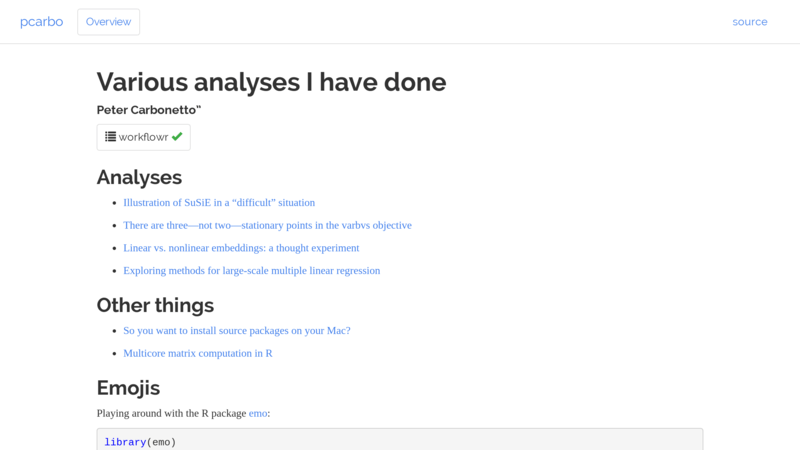 pcarbo Overview source
Various analyses I have done
Peter Carbonetto”
workflowr
Analyses
Illustration of SuSiE in a “difficult” situation
There are three—not two—stationary points in the varbvs objective
Linear vs. nonlinear embeddings: a thought experiment
Exploring methods for large-scale multiple linear regression
Other things
So you want to install source packages on your Mac?
Multicore matrix computation in R
Emojis
Playing around with the R package emo:
library(emo)